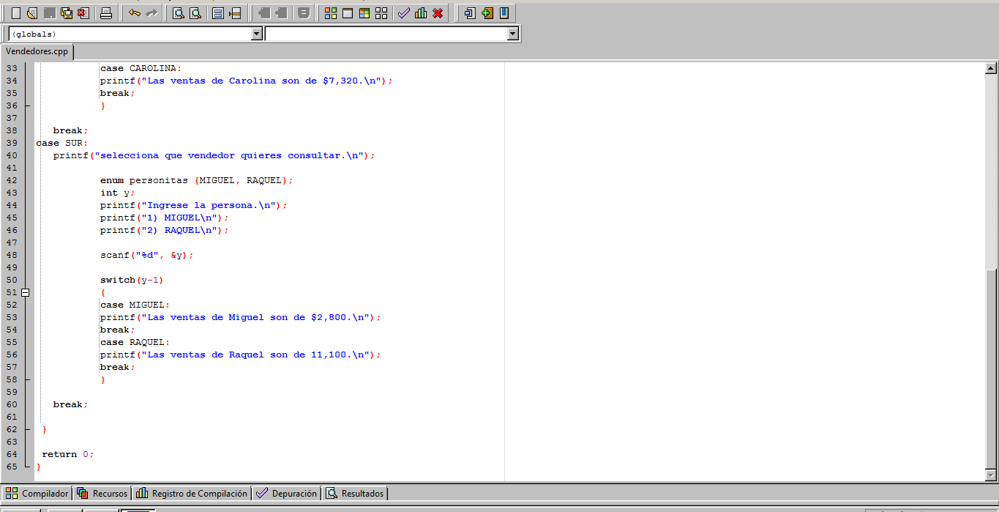 (globals)
Vendedores.cpp
33 case CAROLINA:
34 printf("Las ventas de Carolina son de $7,320.\n");
35 break;
36 }
37
38 break;
39 case SUR:
40 printf("selecciona que vendedor quieres consultar.\n");
41
42 enum personitas {MIGUEL, RAQUEL};
43 int y;
44 printf("Ingrese la persona.\n");
45 printf("1) MIGUEL\n");
46 printf("2) RAQUEL\n");
47
48 scanf("%d", &y);
49
50 switch(y-1)
51 {
52 case MIGUEL:
53 printf("Las ventas de Miguel son de $2,800.\n");
54 break;
55 case RAQUEL:
56 printf("Las ventas de Raquel son de 11,100.\n");
57 break;
58 }
59
60 break;
61
62 }
63
64 return 0;
65 }
Compilador Recursos Registro de Compilación Depuración Resultados